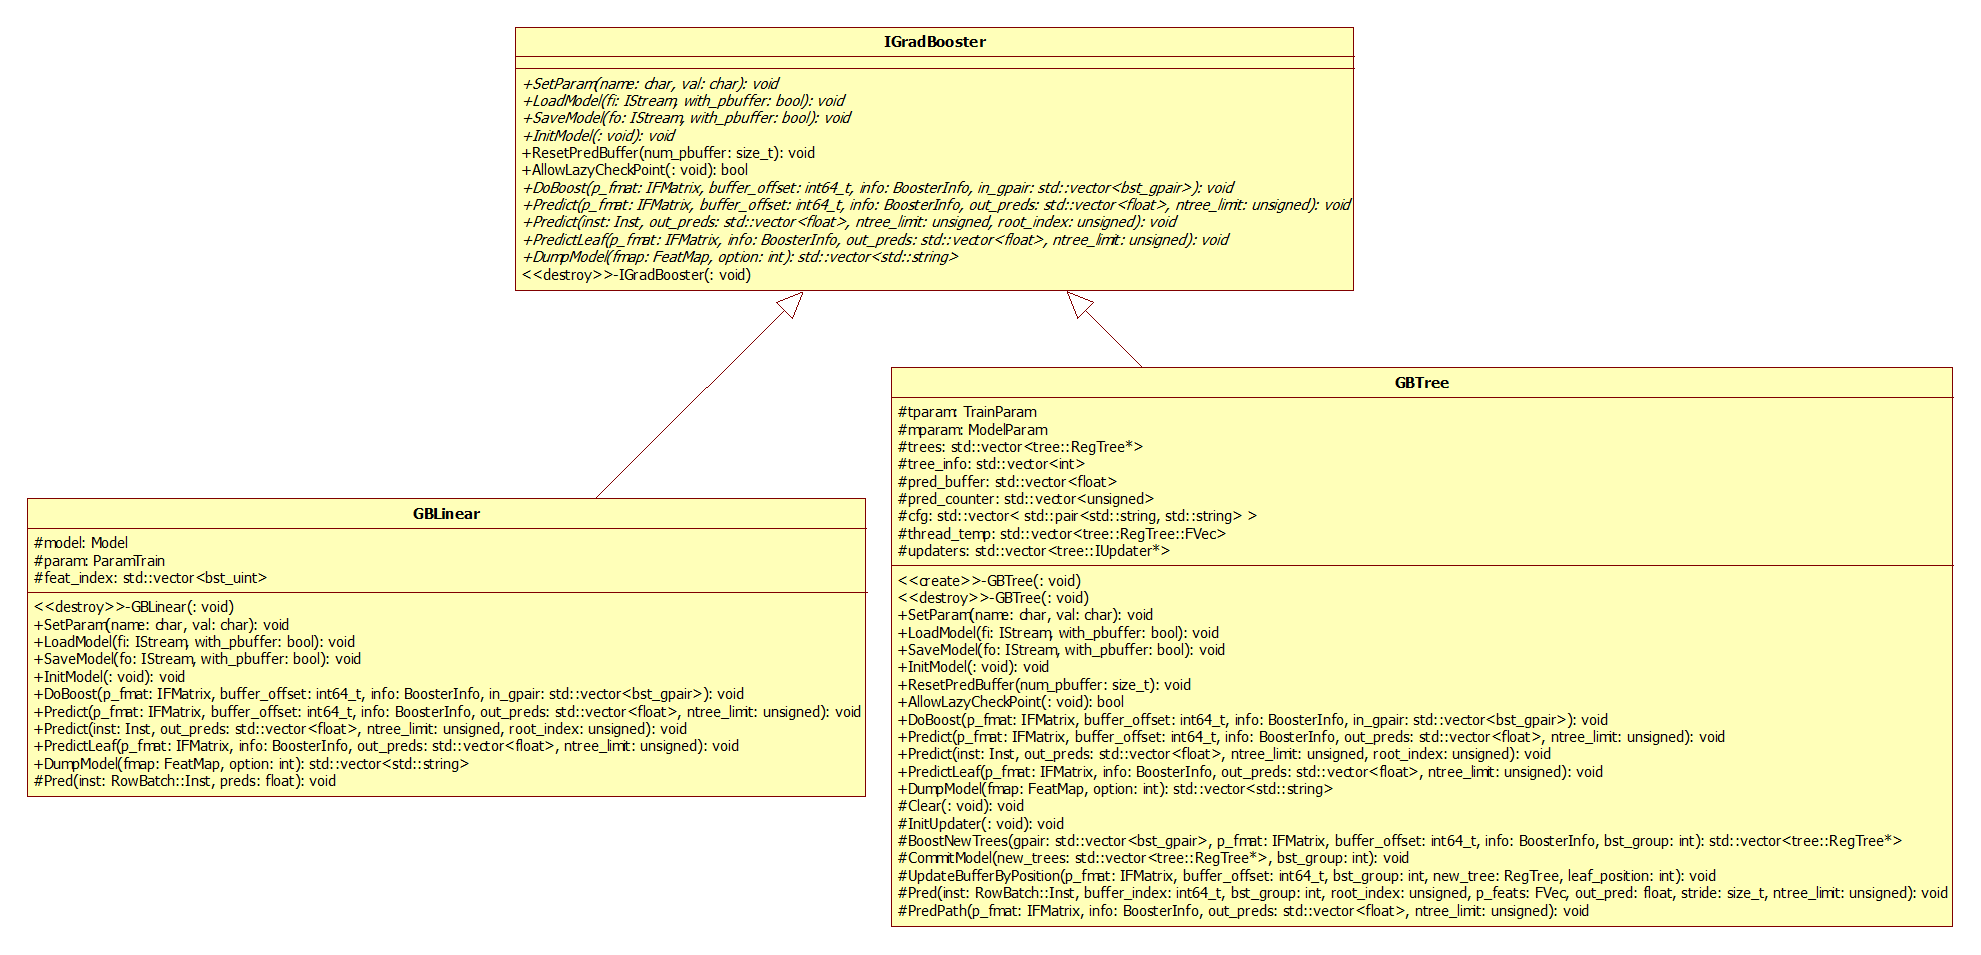 IGradBooster
+SetParam(name: char, val: char): void
+LoadModel(fi: IStream, with_pbuffer: bool): void
+SaveModel(fo: IStream, with_pbuffer: bool): void
+InitModel(: void): void
+ResetPredBuffer(num_pbuffer: size_t): void
+AllowLazyCheckPoint(: void): bool
+DoBoost(p_fmat: IFMatrix, buffer_offset: int64_t, info: BoosterInfo, in_gpair: std::vector<bst_gpair>): void
+Predict(p_fmat: IFMatrix, buffer_offset: int64_t, info: BoosterInfo, out_preds: std::vector<float>, ntree_limit: unsigned): void
+Predict(inst: Inst, out_preds: std::vector<float>, ntree_limit: unsigned, root_index: unsigned): void
+PredictLeaf(p_fmat: IFMatrix, info: BoosterInfo, out_preds: std::vector<float>, ntree_limit: unsigned): void
+DumpModel(fmap: FeatMap, option: int): std::vector<std::string>
<<destroy>>-IGradBooster(: void)
GBLinear
#model: Model
#param: ParamTrain
#feat_index: std::vector<bst_uint>
<<destroy>>-GBLinear(: void)
+SetParam(name: char, val: char): void
+LoadModel(fi: IStream, with_pbuffer: bool): void
+SaveModel(fo: IStream, with_pbuffer: bool): void
+InitModel(: void): void
+DoBoost(p_fmat: IFMatrix, buffer_offset: int64_t, info: BoosterInfo, in_gpair: std::vector<bst_gpair>): void
+Predict(p_fmat: IFMatrix, buffer_offset: int64_t, info: BoosterInfo, out_preds: std::vector<float>, ntree_limit: unsigned): void
+Predict(inst: Inst, out_preds: std::vector<float>, ntree_limit: unsigned, root_index: unsigned): void
+PredictLeaf(p_fmat: IFMatrix, info: BoosterInfo, out_preds: std::vector<float>, ntree_limit: unsigned): void
+DumpModel(fmap: FeatMap, option: int): std::vector<std::string>
#Pred(inst: RowBatch::Inst, preds: float): void
GBTree
#tparam: TrainParam
#mparam: ModelParam
#trees: std::vector<tree::RegTree*>
#tree_info: std::vector<int>
#pred_buffer: std::vector<float>
#pred_counter: std::vector<unsigned>
#cfg: std::vector< std::pair<std::string, std::string> >
#thread_temp: std::vector<tree::RegTree::FVec>
#updaters: std::vector<tree::IUpdater*>
<<create>>-GBTree(: void)
<<destroy>>-GBTree(: void)
+SetParam(name: char, val: char): void
+LoadModel(fi: IStream, with_pbuffer: bool): void
+SaveModel(fo: IStream, with_pbuffer: bool): void
+InitModel(: void): void
+ResetPredBuffer(num_pbuffer: size_t): void
+AllowLazyCheckPoint(: void): bool
+DoBoost(p_fmat: IFMatrix, buffer_offset: int64_t, info: BoosterInfo, in_gpair: std::vector<bst_gpair>): void
+Predict(p_fmat: IFMatrix, buffer_offset: int64_t, info: BoosterInfo, out_preds: std::vector<float>, ntree_limit: unsigned): void
+Predict(inst: Inst, out_preds: std::vector<float>, ntree_limit: unsigned, root_index: unsigned): void
+PredictLeaf(p_fmat: IFMatrix, info: BoosterInfo, out_preds: std::vector<float>, ntree_limit: unsigned): void
+DumpModel(fmap: FeatMap, option: int): std::vector<std::string>
#Clear(: void): void
#InitUpdater(: void): void
#BoostNewTrees(gpair: std::vector<bst_gpair>, p_fmat: IFMatrix, buffer_offset: int64_t, info: BoosterInfo, bst_group: int): std::vector<tree::RegTree*>
#CommitModel(new_trees: std::vector<tree::RegTree*>, bst_group: int): void
#UpdateBufferByPosition(p_fmat: IFMatrix, buffer_offset: int64_t, bst_group: int, new_tree: RegTree, leaf_position: int): void
#Pred(inst: RowBatch::Inst, buffer_index: int64_t, bst_group: int, root_index: unsigned, p_feats: FVec, out_pred: float, stride: size_t, ntree_limit: unsigned): void
#PredPath(p_fmat: IFMatrix, info: BoosterInfo, out_preds: std::vector<float>, ntree_limit: unsigned): void